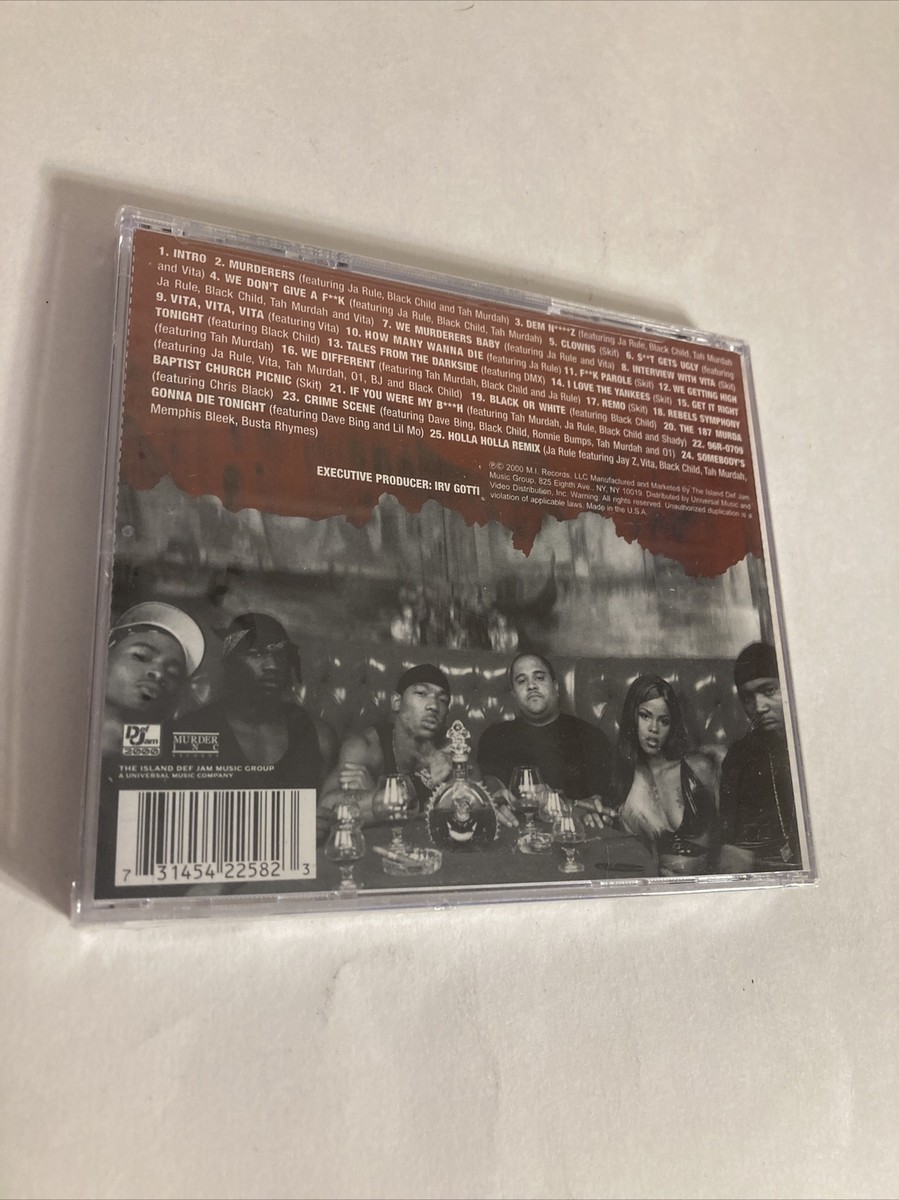 1. INTRO 2. MURDERERS (featuring Ja Rule, Black Child and Tah Murdah) 3. DEM N****Z (featuring Ja Rule, Black Child, Tah Murdah
and Vita) 4. WE DON'T GIVE A F**K (featuring Ja Rule, Black Child, Tah Murdah) 5. CLOWNS (Skit) 6. S**T GETS UGLY (featuring
Ja Rule, Black Child, Tah Murdah and Vita) 7. WE MURDERERS BABY (featuring Ja Rule and Vita) 8. INTERVIEW WITH VITA (Skit)
9. VITA, VITA, VITA (featuring Vita) 10. HOW MANY WANNA DIE (featuring Ja Rule) 11. F**K PAROLE (Skit) 12. WE GETTING HIGH
TONIGHT (featuring Black Child) 13. TALES FROM THE DARKSIDE (featuring DMX) 14. I LOVE THE YANKEES (Skit) 15. GET IT RIGHT
(featuring Tah Murdah) 16. WE DIFFERENT (featuring Tah Murdah, Black Child and Ja Rule) 17. REMO (Skit) 18. REBELS SYMPHONY
(featuring Ja Rule, Vita, Tah Murdah, O1, BJ and Black Child) 19. BLACK OR WHITE (featuring Black Child) 20. THE 187 MURDA
BAPTIST CHURCH PICNIC (Skit) 21. IF YOU WERE MY B***H (featuring Tah Murdah, Ja Rule, Black Child and Shady) 22. 96R-0709
(featuring Chris Black) 23. CRIME SCENE (featuring Dave Bing, Black Child, Ronnie Bumps, Tah Murdah and 01) 24. SOMEBODY'S
GONNA DIE TONIGHT (featuring Dave Bing and Lil Mo) 25. HOLLA HOLLA REMIX (Ja Rule featuring Jay Z, Vita, Black Child, Tah Murdah,
Memphis Bleek, Busta Rhymes)
EXECUTIVE PRODUCER: IRV GOTTI
℗© 2000 M.I. Records, LLC Manufactured and Marketed by The Island Def Jam
Music Group, 825 Eighth Ave., NY, NY 10019. Distributed by Universal Music and
Video Distribution, Inc. Warning: All rights reserved. Unauthorized duplication is a
violation of applicable laws. Made in the U.S.A.
Def Jam
2000
MURDER
INC
THE ISLAND DEF JAM MUSIC GROUP
A UNIVERSAL MUSIC COMPANY
7 31454 22582 3